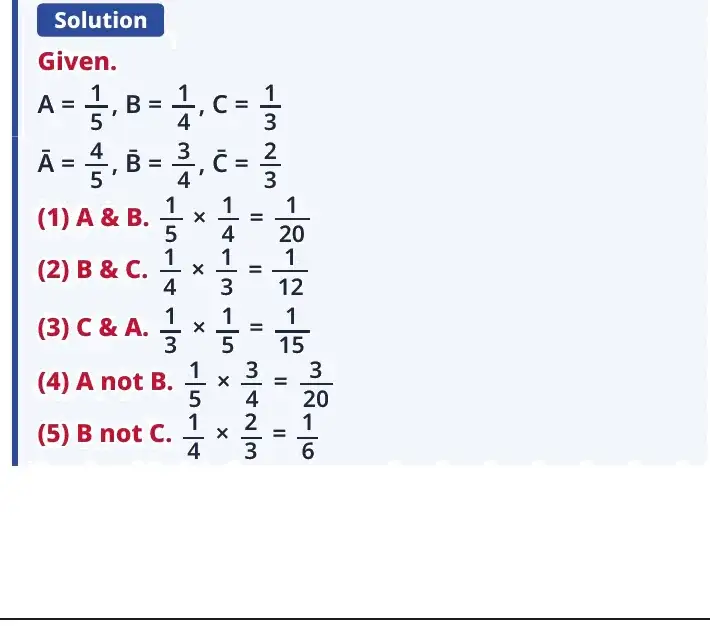 Solution
Given.
A = 1/5, B = 1/4, C = 1/3
Ā = 4/5, B̄ = 3/4, C̄ = 2/3
(1) A & B. 1/5 × 1/4 = 1/20
(2) B & C. 1/4 × 1/3 = 1/12
(3) C & A. 1/3 × 1/5 = 1/15
(4) A not B. 1/5 × 3/4 = 3/20
(5) B not C. 1/4 × 2/3 = 1/6